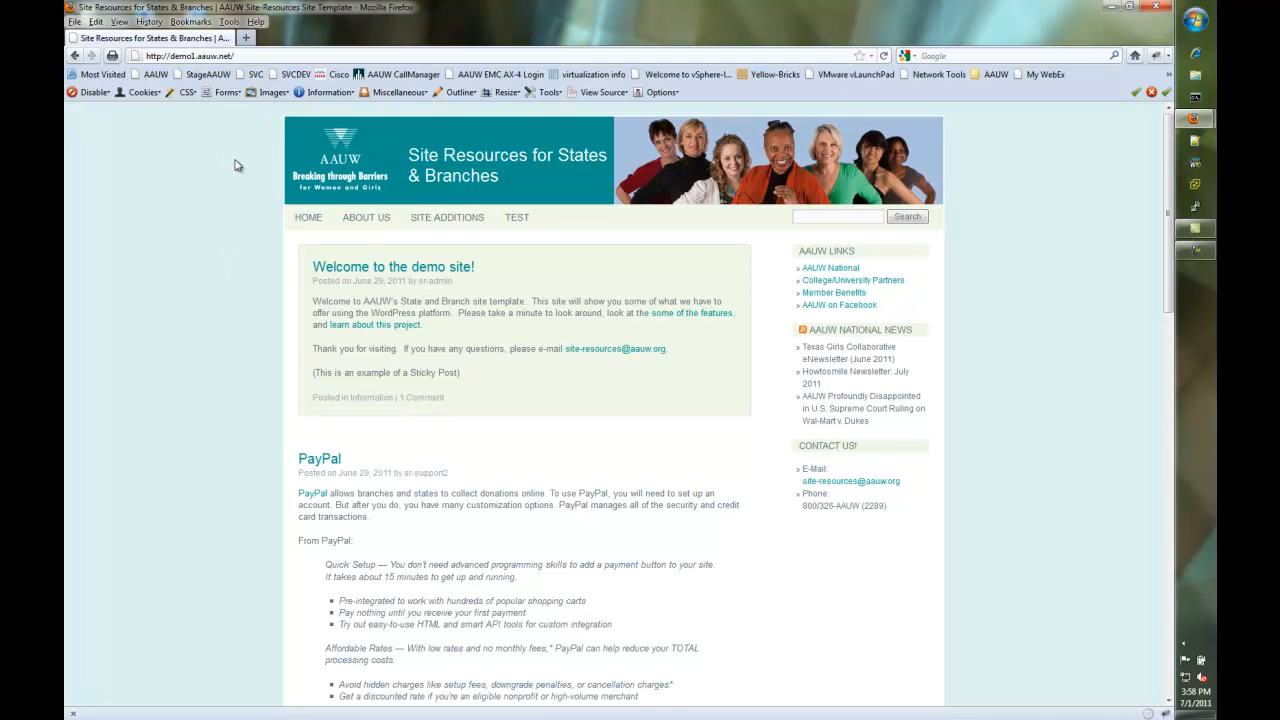 Site Resources for States & Branches | AAUW Site-Resources Site Template - Mozilla Firefox
File Edit View History Bookmarks Tools Help
Site Resources for States & Branches | A...
http://demo1.aauw.net/
Google
Most Visited AAUW StageAAUW SVC SVCDEV Cisco AAUW CallManager AAUW EMC AX-4 Login virtualization info Welcome to vSphere-I... Yellow-Bricks VMware vLaunchPad Network Tools AAUW My WebEx
Disable Cookies CSS Forms Images Information Miscellaneous Outline Resize Tools View Source Options
AAUW
Breaking through Barriers
for Women and Girls
Site Resources for States
& Branches
HOME ABOUT US SITE ADDITIONS TEST
Search
Welcome to the demo site!
Posted on June 29, 2011 by sr-admin
Welcome to AAUW's State and Branch site template. This site will show you some of what we have to
offer using the WordPress platform. Please take a minute to look around, look at the some of the features,
and learn about this project.
Thank you for visiting. If you have any questions, please e-mail site-resources@aauw.org.
(This is an example of a Sticky Post)
Posted in Information | 1 Comment
PayPal
Posted on June 29, 2011 by sr-support2
PayPal allows branches and states to collect donations online. To use PayPal, you will need to set up an
account. But after you do, you have many customization options. PayPal manages all of the security and credit
card transactions.
From PayPal:
Quick Setup — You don't need advanced programming skills to add a payment button to your site.
It takes about 15 minutes to get up and running.
Pre-integrated to work with hundreds of popular shopping carts
Pay nothing until you receive your first payment
Try out easy-to-use HTML and smart API tools for custom integration
Affordable Rates — With low rates and no monthly fees,* PayPal can help reduce your TOTAL
processing costs.
Avoid hidden charges like setup fees, downgrade penalties, or cancellation charges*
Get a discounted rate if you're an eligible nonprofit or high-volume merchant
AAUW LINKS
» AAUW National
» College/University Partners
» Member Benefits
» AAUW on Facebook
AAUW NATIONAL NEWS
» Texas Girls Collaborative
eNewsletter (June 2011)
» Howtosmile Newsletter: July
2011
» AAUW Profoundly Disappointed
in U.S. Supreme Court Ruling on
Wal-Mart v. Dukes
CONTACT US!
» E-Mail:
site-resources@aauw.org
» Phone:
800/326-AAUW (2289)
3:58 PM
7/1/2011